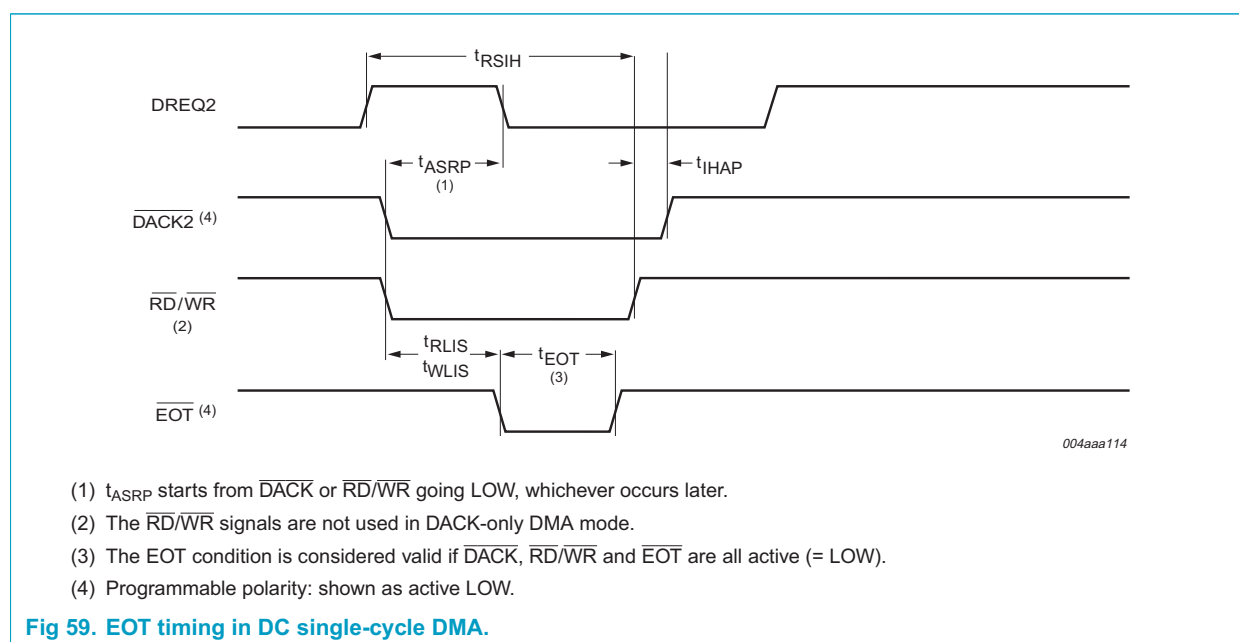 tRSIH
DREQ2
tASRP
(1)
tIHAP
DACK2 (4)
RD/WR
(2)
tRLIS
tWLIS
tEOT
(3)
EOT (4)
004aaa114
(1) tASRP starts from DACK or RD/WR going LOW, whichever occurs later.
(2) The RD/WR signals are not used in DACK-only DMA mode.
(3) The EOT condition is considered valid if DACK, RD/WR and EOT are all active (= LOW).
(4) Programmable polarity: shown as active LOW.
Fig 59. EOT timing in DC single-cycle DMA.